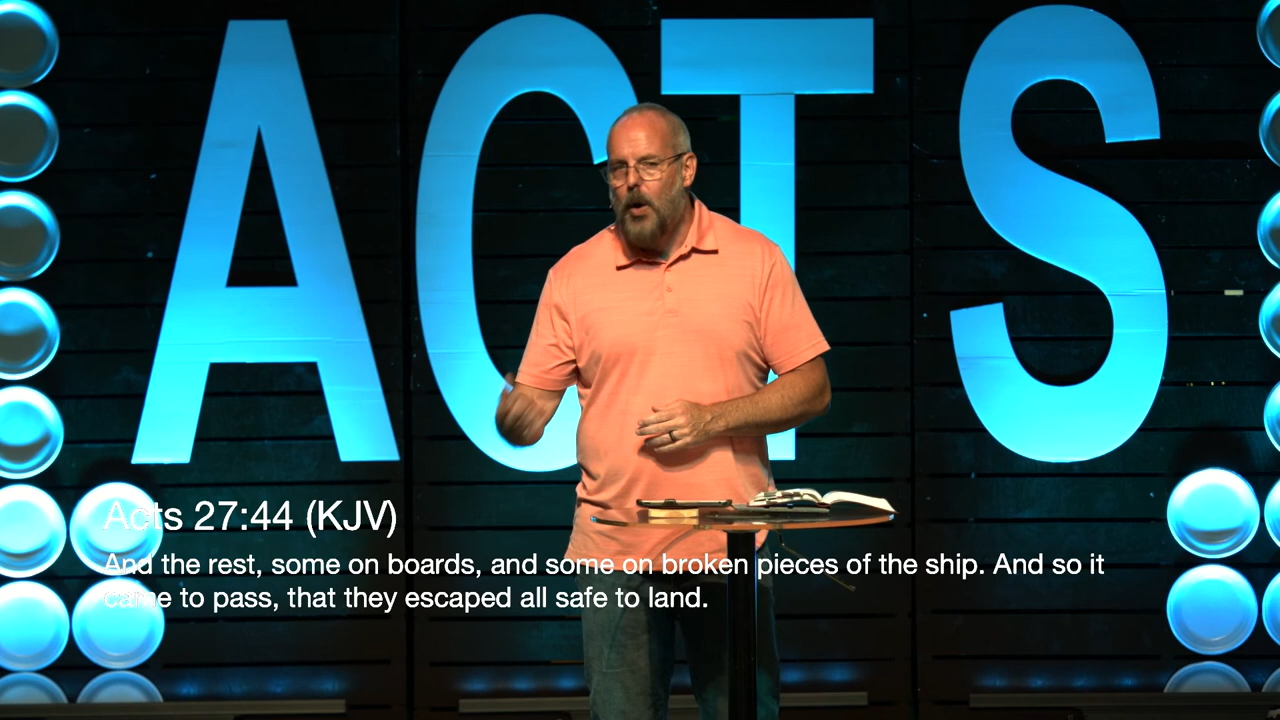 ACTS
Acts 27:44 (KJV)
And the rest, some on boards, and some on broken pieces of the ship. And so it
came to pass, that they escaped all safe to land.